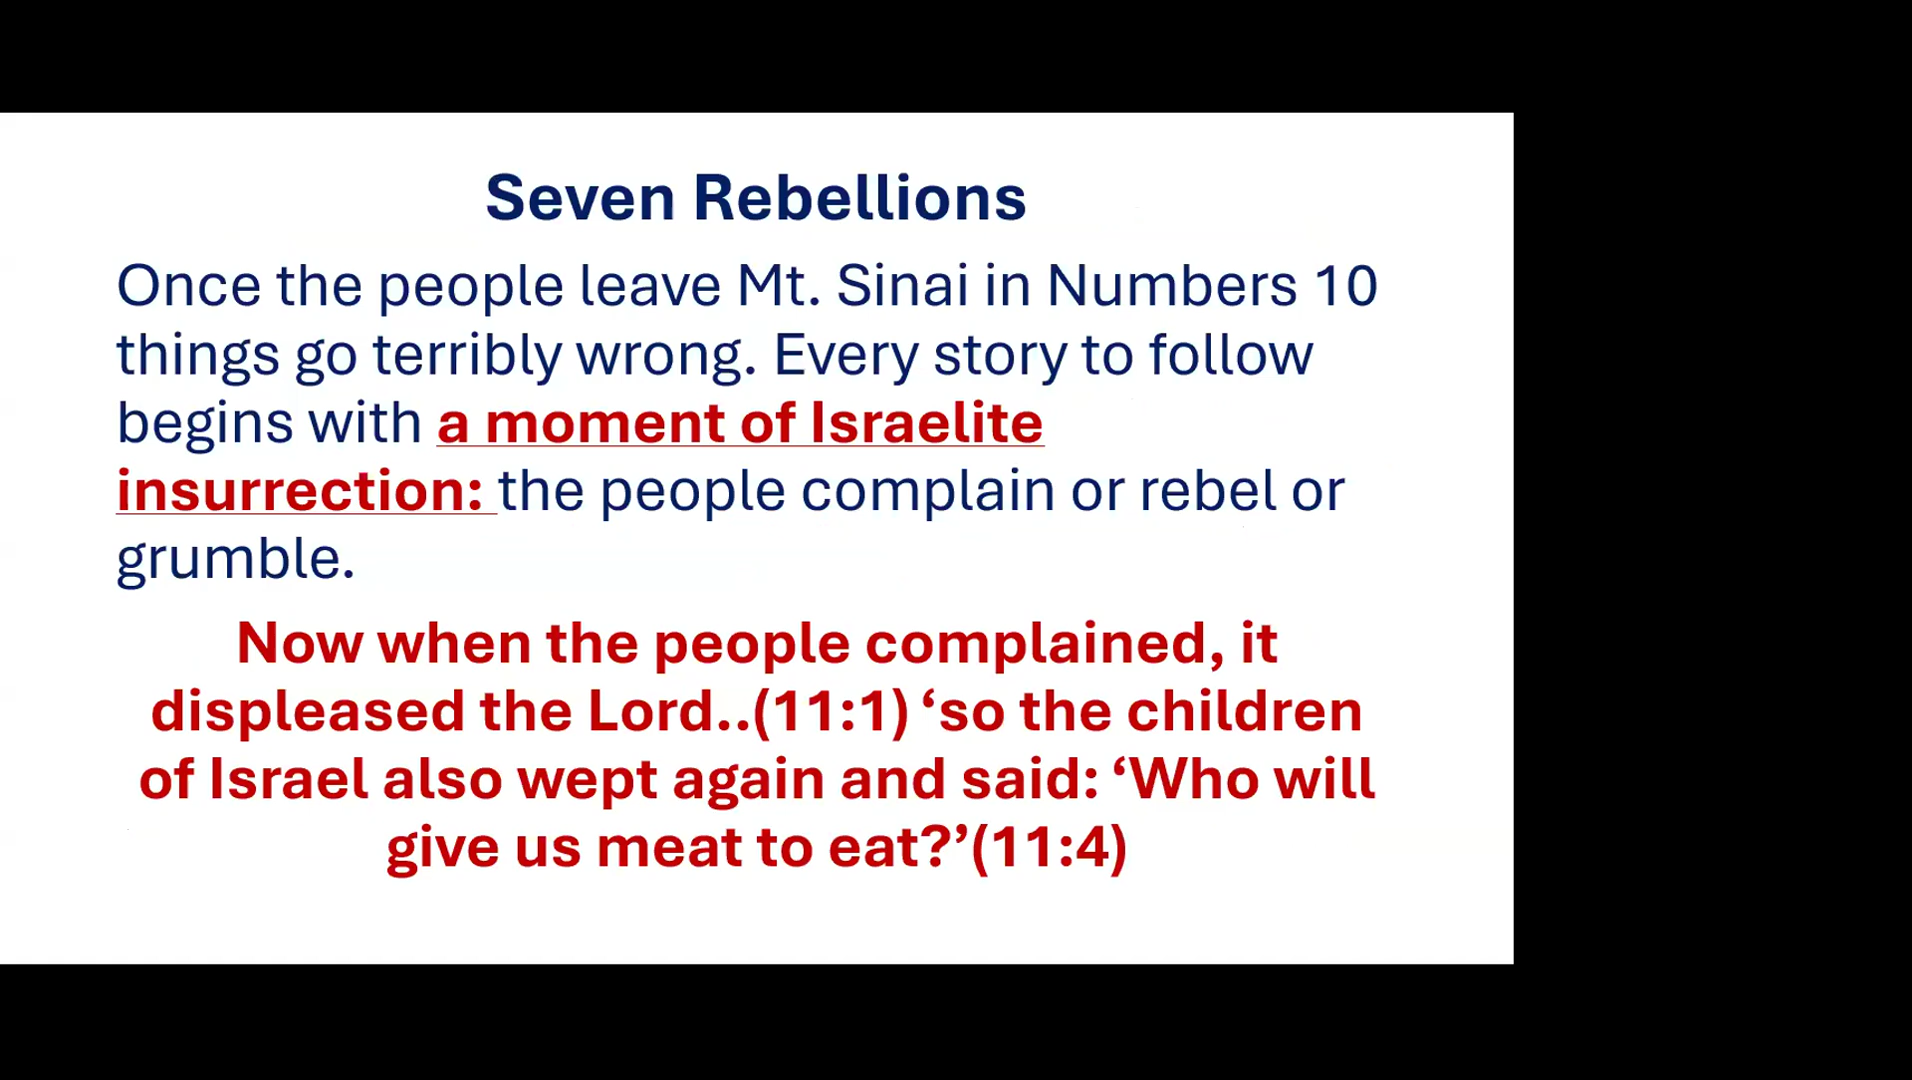 Seven Rebellions
Once the people leave Mt. Sinai in Numbers 10
things go terribly wrong. Every story to follow
begins with a moment of Israelite
insurrection: the people complain or rebel or
grumble.
Now when the people complained, it
displeased the Lord..(11:1) ‘so the children
of Israel also wept again and said: ‘Who will
give us meat to eat?’(11:4)